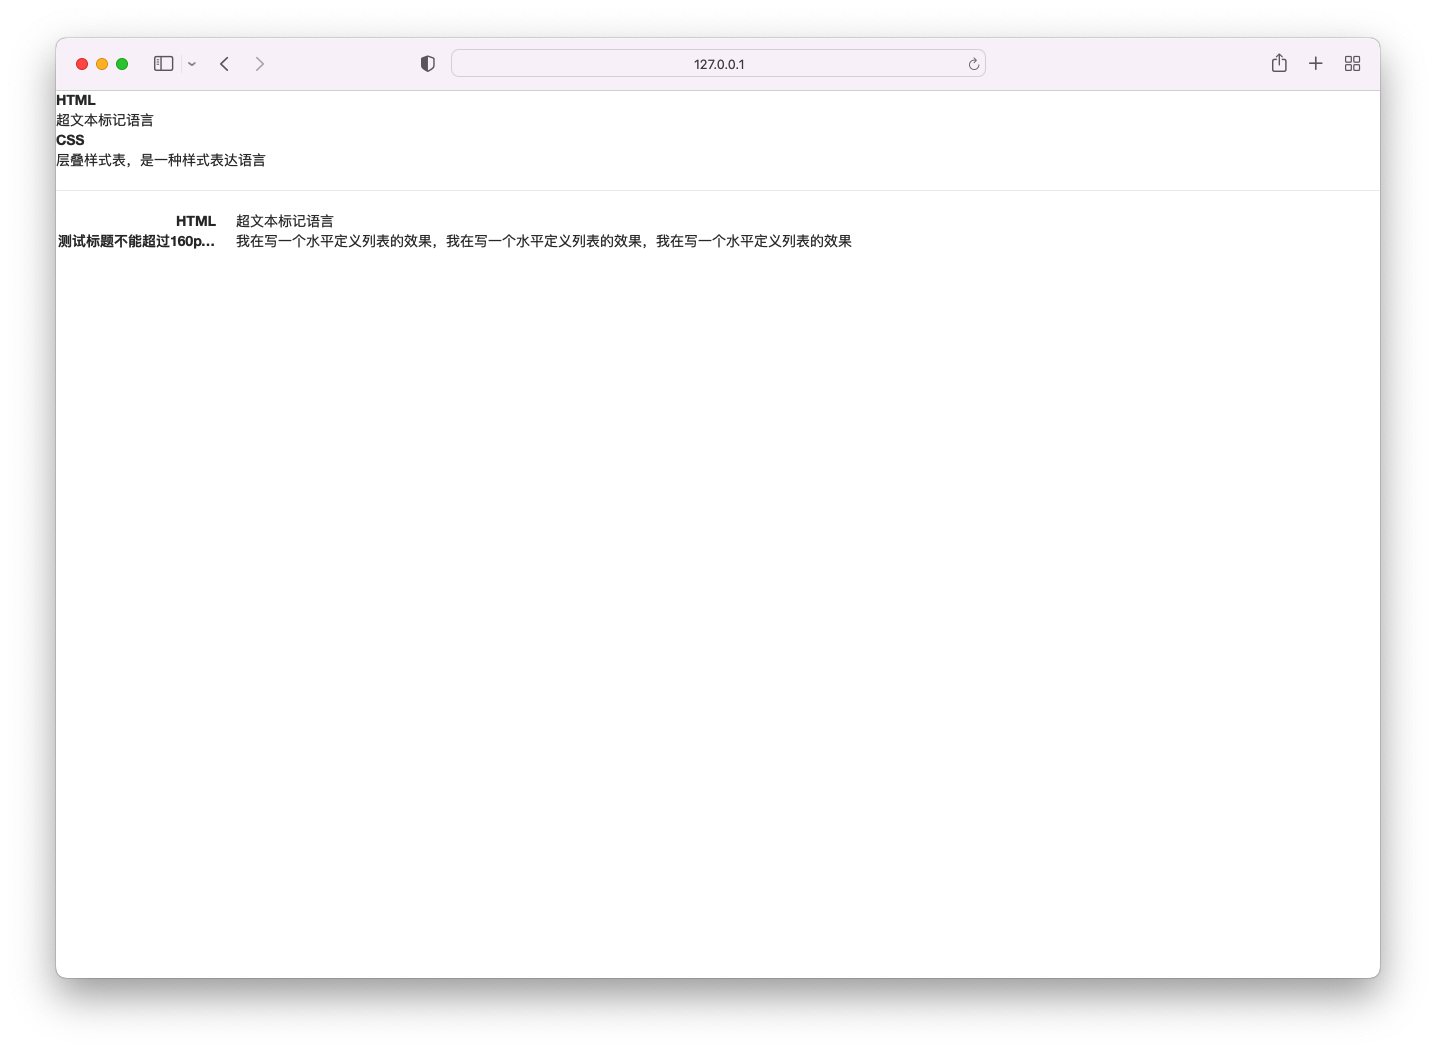 127.0.0.1
HTML
超文本标记语言
CSS
层叠样式表，是一种样式表达语言
HTML 超文本标记语言
测试标题不能超过160p... 我在写一个水平定义列表的效果，我在写一个水平定义列表的效果，我在写一个水平定义列表的效果